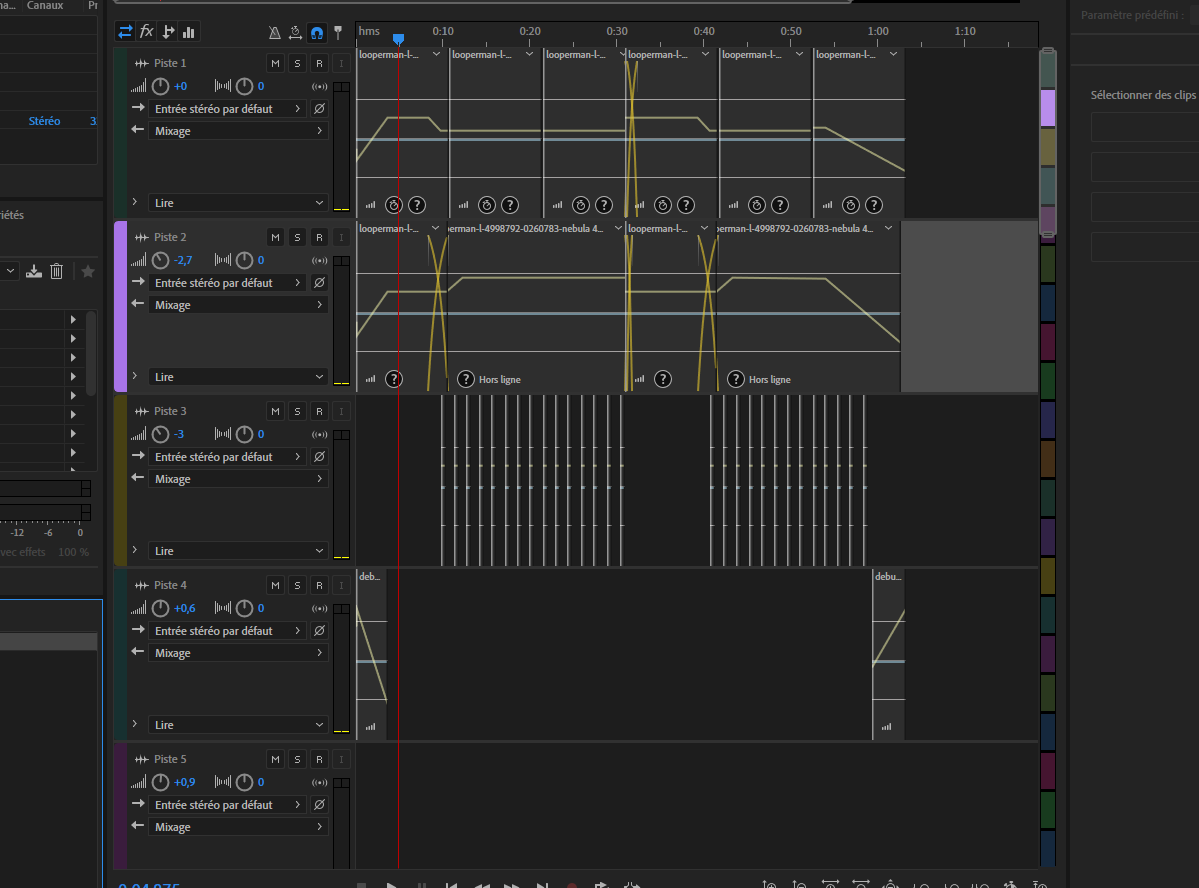 Canaux
hms 0:10 0:20 0:30 0:40 0:50 1:00 1:10
Paramètre prédéfini :
Piste 1 M S R I
+0 0
Entrée stéréo par défaut
Mixage
Lire
looperman-l-... looperman-l-... looperman-l-... looperman-l-... looperman-l-... looperman-l-...
Sélectionner des clips
Stéréo
Piste 2 M S R I
-2,7 0
Entrée stéréo par défaut
Mixage
Lire
looperman-l-... erman-l-4998792-0260783-nebula 4... looperman-l-... perman-l-4998792-0260783-nebula 4...
? ? Hors ligne ? ? Hors ligne
riétés
Piste 3 M S R I
-3 0
Entrée stéréo par défaut
Mixage
Lire
-12 -6 0
vec effets 100 %
Piste 4 M S R I
+0,6 0
Entrée stéréo par défaut
Mixage
Lire
deb... debu...
Piste 5 M S R I
+0,9 0
Entrée stéréo par défaut
Mixage